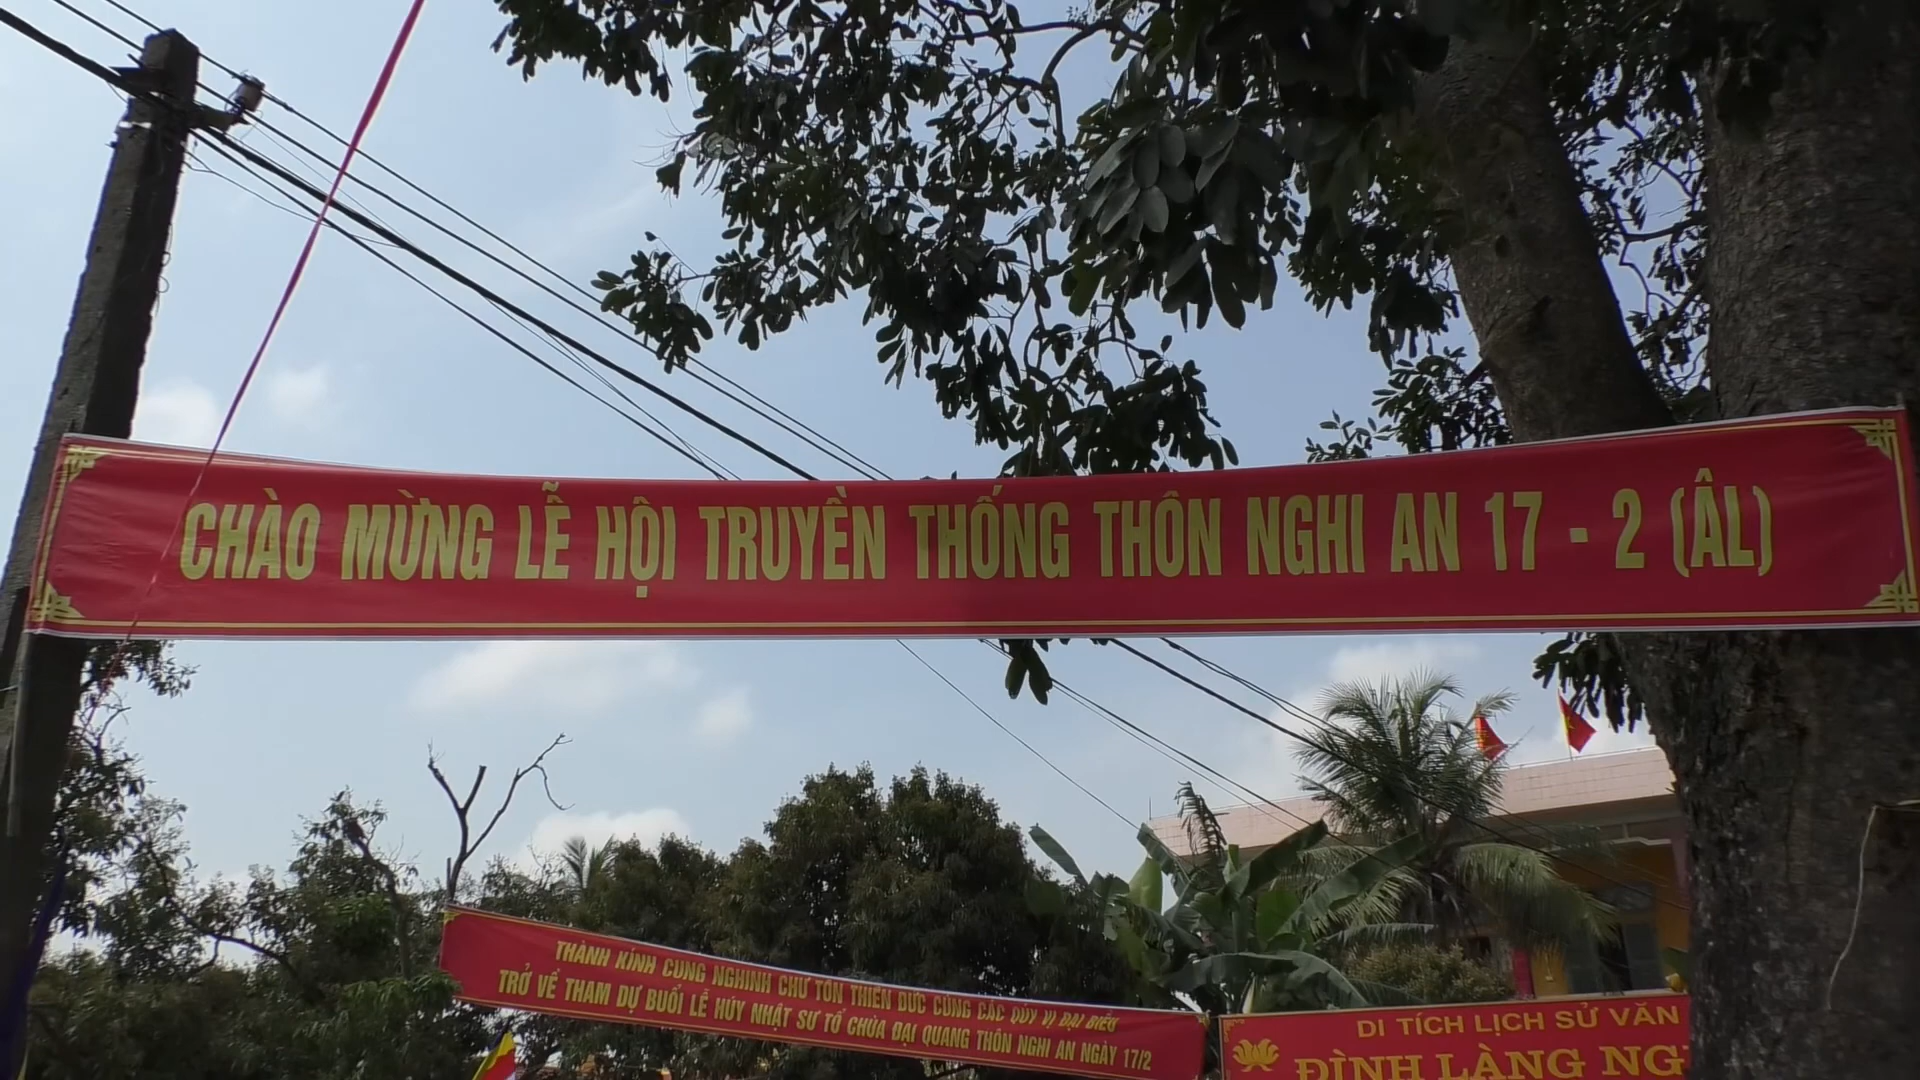 CHÀO MỪNG LỄ HỘI TRUYỀN THỐNG THÔN NGHI AN 17 - 2 (ÂL)
THÀNH KÍNH CUNG NGHINH CHƯ TÔN THIỀN ĐỨC CÙNG CÁC QÚY VỊ ĐẠI BIỂU
TRỞ VỀ THAM DỰ BUỔI LỄ HÚY NHẬT SƯ TỔ CHÙA ĐẠI QUANG THÔN NGHI AN NGÀY 17/2
DI TÍCH LỊCH SỬ VĂN
ĐÌNH LÀNG NG